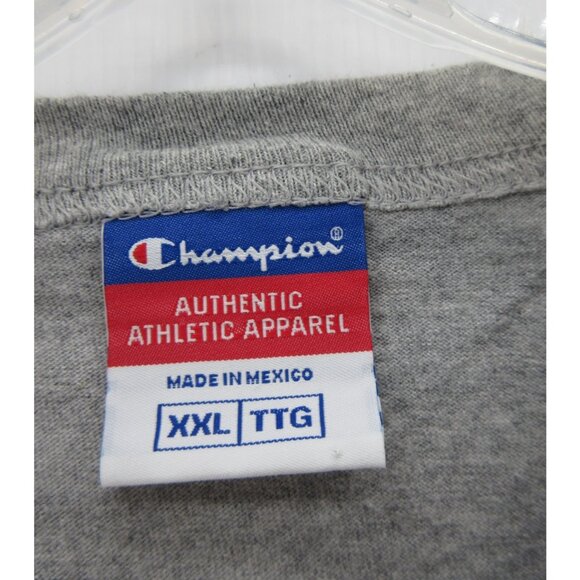 Champion®
AUTHENTIC
ATHLETIC APPAREL
MADE IN MEXICO
XXL TTG